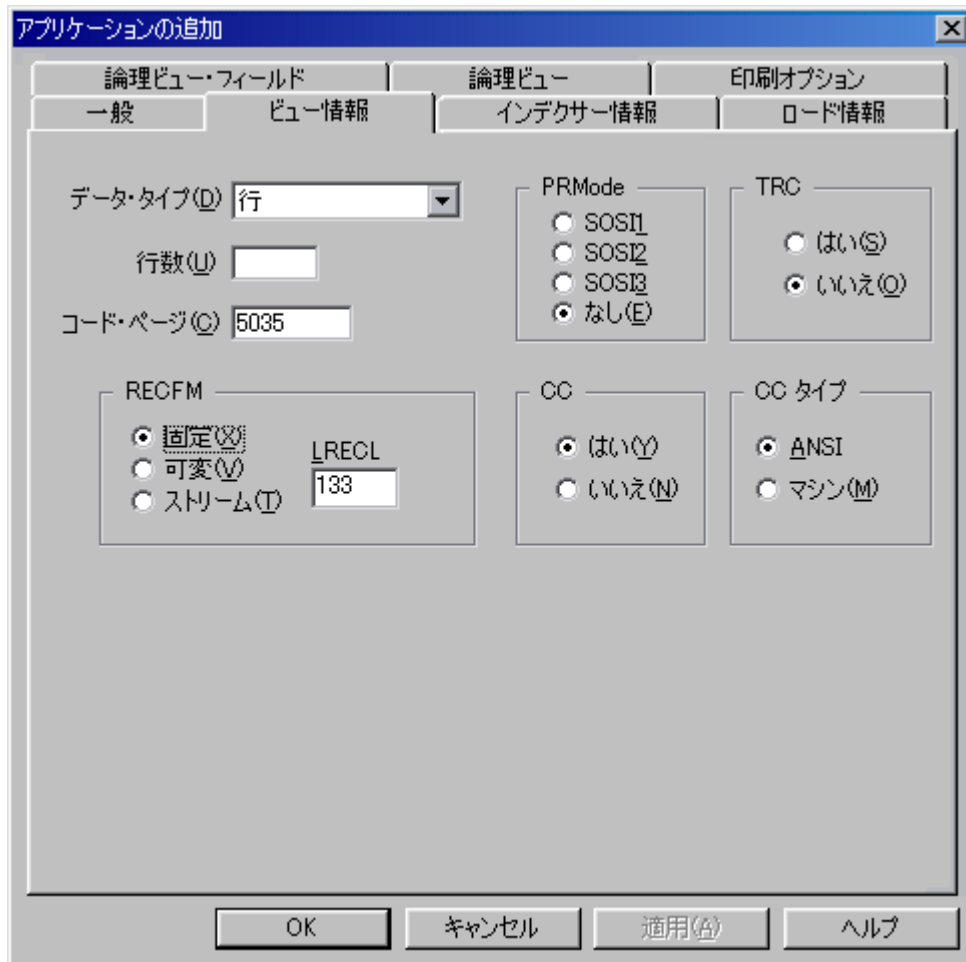 アプリケーションの追加
論理ビュー・フィールド 論理ビュー 印刷オプション
一般 ビュー情報 インデクサー情報 ロード情報
データ・タイプ(D) 行
行数(U)
コード・ページ(C) 5035
PRMode
SOSI1
SOSI2
SOSI3
なし(E)
TRC
はい(S)
いいえ(O)
RECFM
固定(X)
可変(V)
ストリーム(T)
LRECL
133
CC
はい(Y)
いいえ(N)
CC タイプ
ANSI
マシン(M)
OK キャンセル 適用(A) ヘルプ